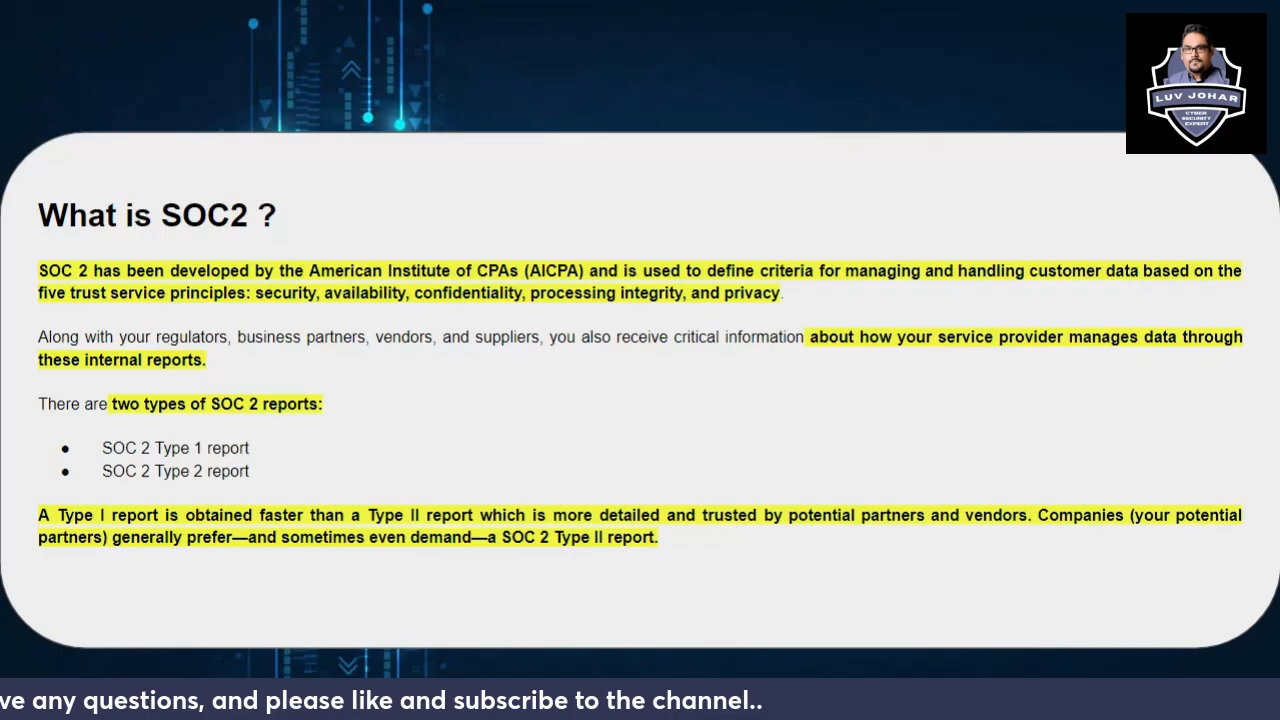 LUV JOHAR
CYBER
SECURITY
EXPERT
What is SOC2 ?
SOC 2 has been developed by the American Institute of CPAs (AICPA) and is used to define criteria for managing and handling customer data based on the
five trust service principles: security, availability, confidentiality, processing integrity, and privacy.
Along with your regulators, business partners, vendors, and suppliers, you also receive critical information about how your service provider manages data through
these internal reports.
There are two types of SOC 2 reports:
● SOC 2 Type 1 report
● SOC 2 Type 2 report
A Type I report is obtained faster than a Type II report which is more detailed and trusted by potential partners and vendors. Companies (your potential
partners) generally prefer—and sometimes even demand—a SOC 2 Type II report.
ve any questions, and please like and subscribe to the channel..